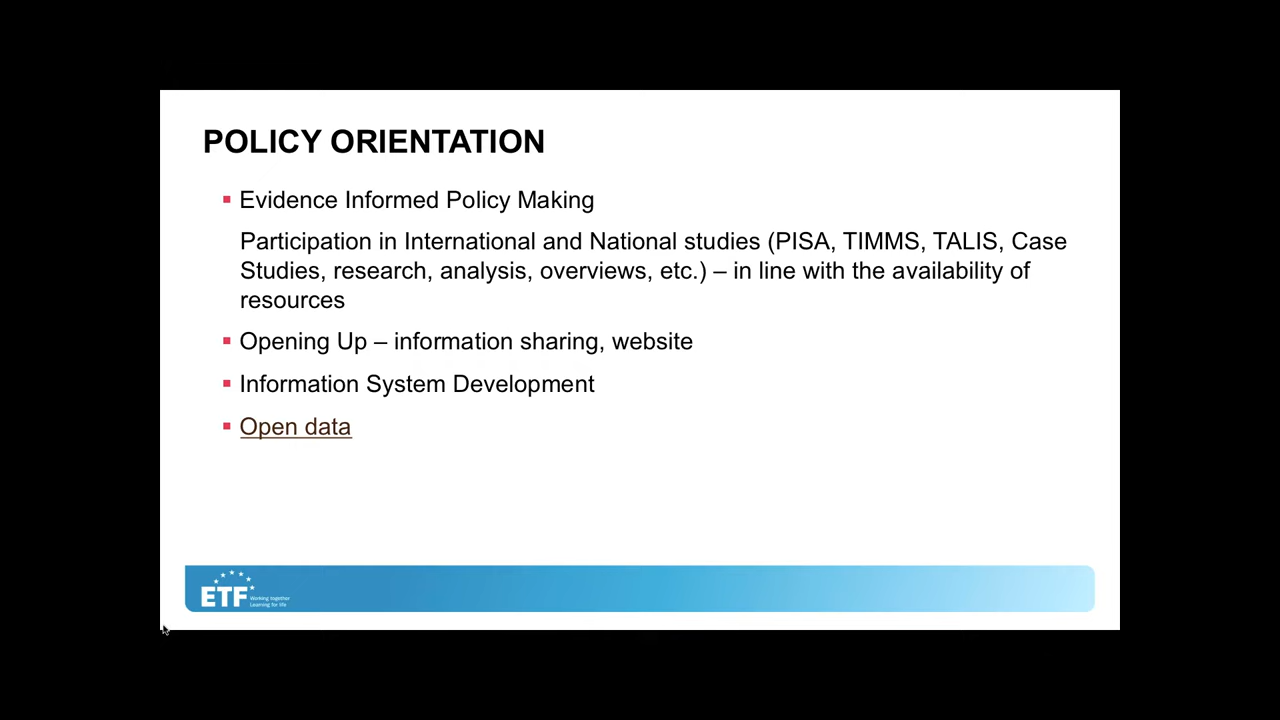 POLICY ORIENTATION
Evidence Informed Policy Making
Participation in International and National studies (PISA, TIMMS, TALIS, Case
Studies, research, analysis, overviews, etc.) – in line with the availability of
resources
Opening Up – information sharing, website
Information System Development
Open data
ETF
Working together
Learning for life